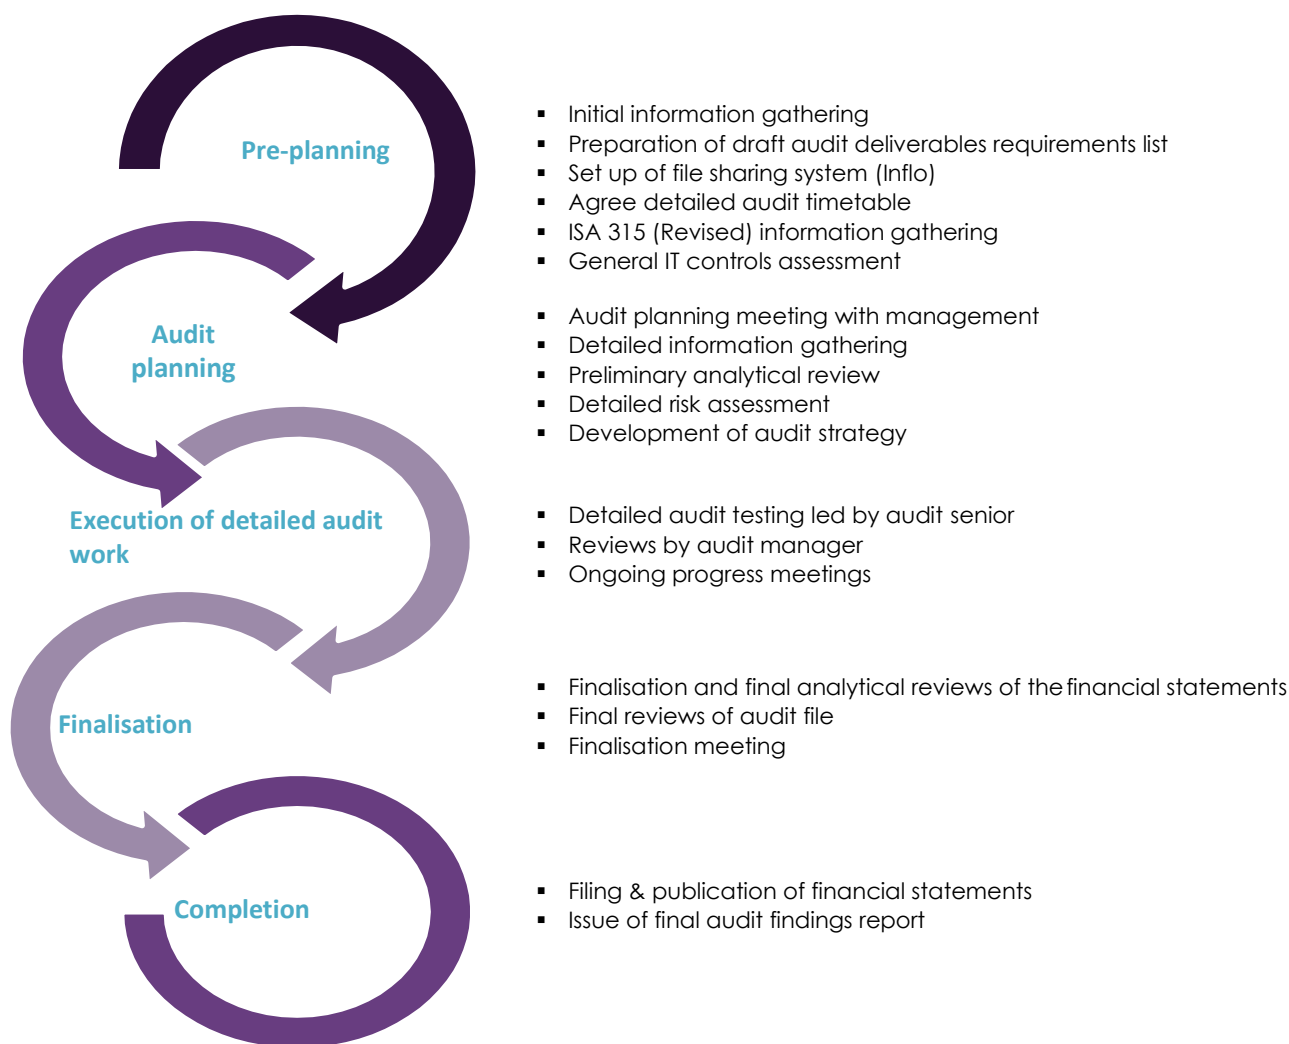 Pre-planning
▪ Initial information gathering
▪ Preparation of draft audit deliverables requirements list
▪ Set up of file sharing system (Inflo)
▪ Agree detailed audit timetable
▪ ISA 315 (Revised) information gathering
▪ General IT controls assessment
Audit
planning
▪ Audit planning meeting with management
▪ Detailed information gathering
▪ Preliminary analytical review
▪ Detailed risk assessment
▪ Development of audit strategy
Execution of detailed audit
work
▪ Detailed audit testing led by audit senior
▪ Reviews by audit manager
▪ Ongoing progress meetings
Finalisation
▪ Finalisation and final analytical reviews of the financial statements
▪ Final reviews of audit file
▪ Finalisation meeting
Completion
▪ Filing & publication of financial statements
▪ Issue of final audit findings report